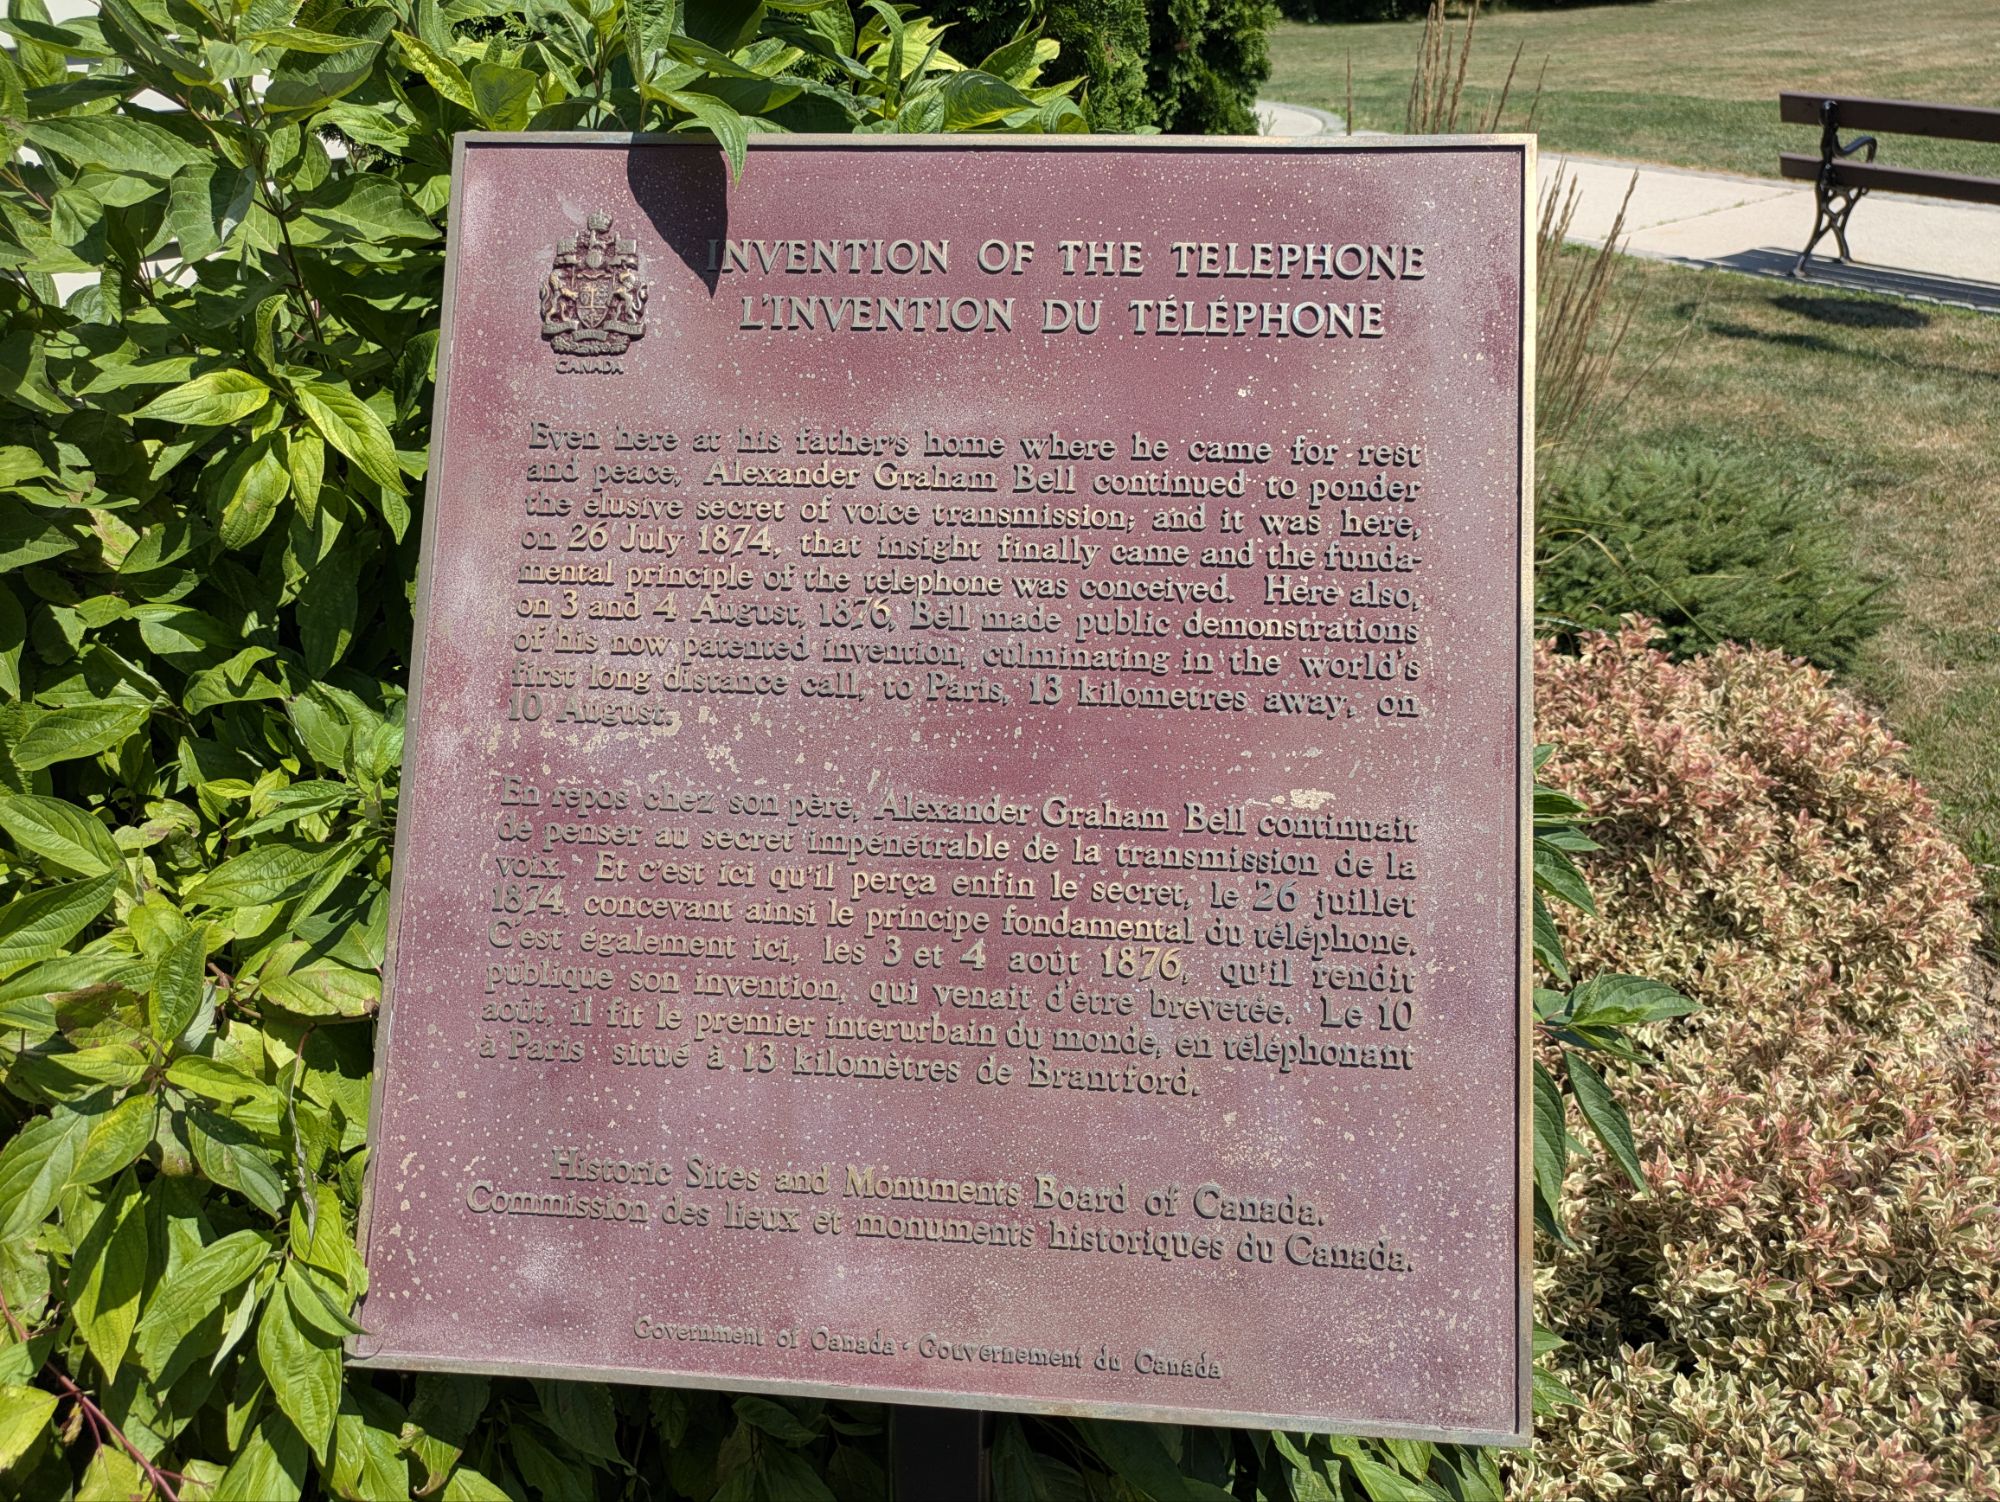 INVENTION OF THE TELEPHONE
L'INVENTION DU TÉLÉPHONE
CANADA
Even here at his father's home where he came for rest
and peace, Alexander Graham Bell continued to ponder
the elusive secret of voice transmission; and it was here,
on 26 July 1874, that insight finally came and the funda-
mental principle of the telephone was conceived. Here also,
on 3 and 4 August, 1876, Bell made public demonstrations
of his now patented invention, culminating in the world's
first long distance call, to Paris, 13 kilometres away, on
10 August.
En repos chez son père, Alexander Graham Bell continuait
de penser au secret impénétrable de la transmission de la
voix. Et c'est ici qu'il perça enfin le secret, le 26 juillet
1874, concevant ainsi le principe fondamental du téléphone.
C'est également ici, les 3 et 4 août 1876, qu'il rendit
publique son invention, qui venait d'être brevetée. Le 10
août, il fit le premier interurbain du monde, en téléphonant
à Paris situé à 13 kilomètres de Brantford.
Historic Sites and Monuments Board of Canada.
Commission des lieux et monuments historiques du Canada.
Government of Canada · Gouvernement du Canada